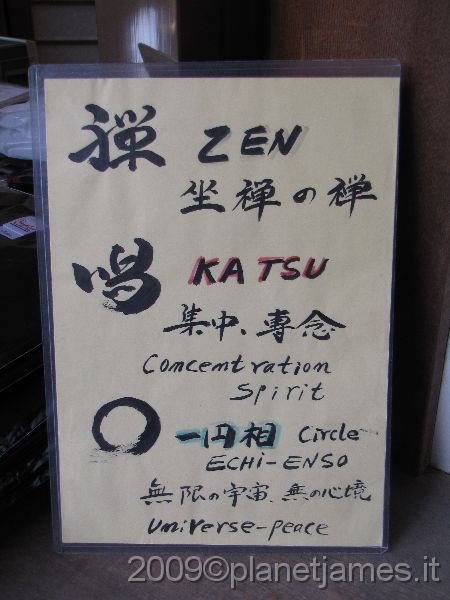 禅 ZEN
坐禅の禅
喝 KATSU
集中、専念
Concemtration
Spirit
一円相 Circle
ECHi-ENSO
無限の宇宙、無の心境
Universe-peace
2009©planetjames.it